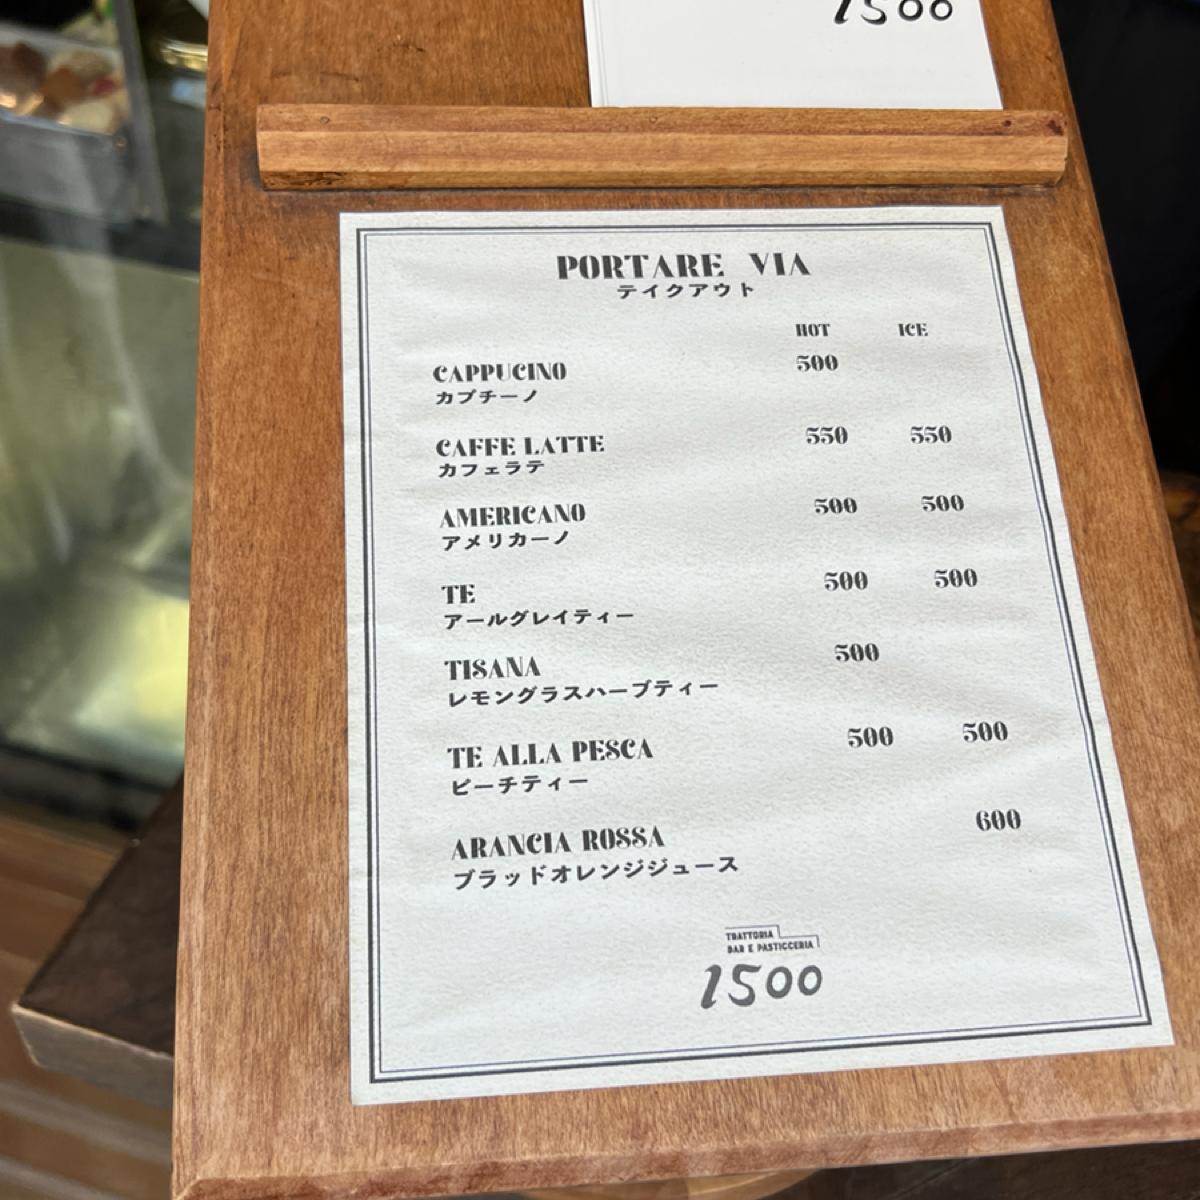 1500
PORTARE VIA
テイクアウト
HOT ICE
CAPPUCINO 500
カプチーノ
CAFFE LATTE 550 550
カフェラテ
AMERICANO 500 500
アメリカーノ
TE 500 500
アールグレイティー
TISANA 500
レモングラスハーブティー
TE ALLA PESCA 500 500
ピーチティー
ARANCIA ROSSA 600
ブラッドオレンジジュース
TRATTORIA
BAR E PASTICCERIA
1500